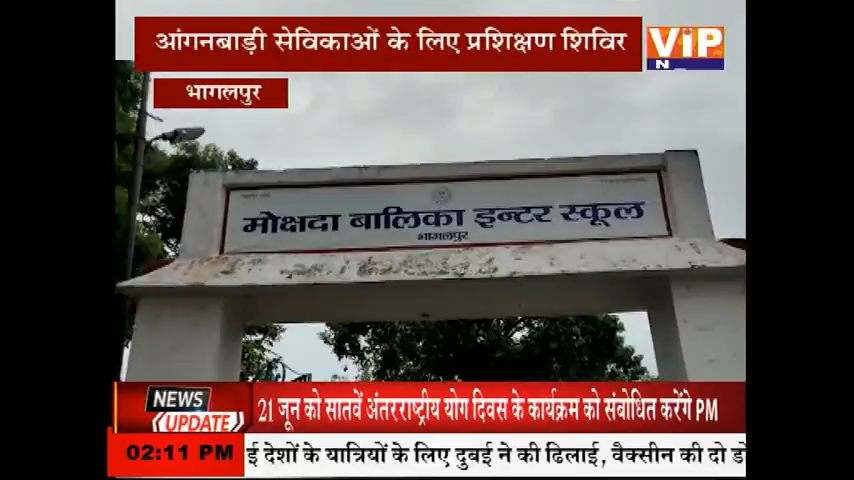 आंगनबाड़ी सेविकाओं के लिए प्रशिक्षण शिविर
ViP
N
भागलपुर
मोक्षदा बालिका इन्टर स्कूल
भागलपुर
NEWS
UPDATE
21 जून को सातवें अंतरराष्ट्रीय योग दिवस के कार्यक्रम को संबोधित करेंगे PM
02:11 PM
ई देशों के यात्रियों के लिए दुबई ने की ढिलाई, वैक्सीन की दो डो